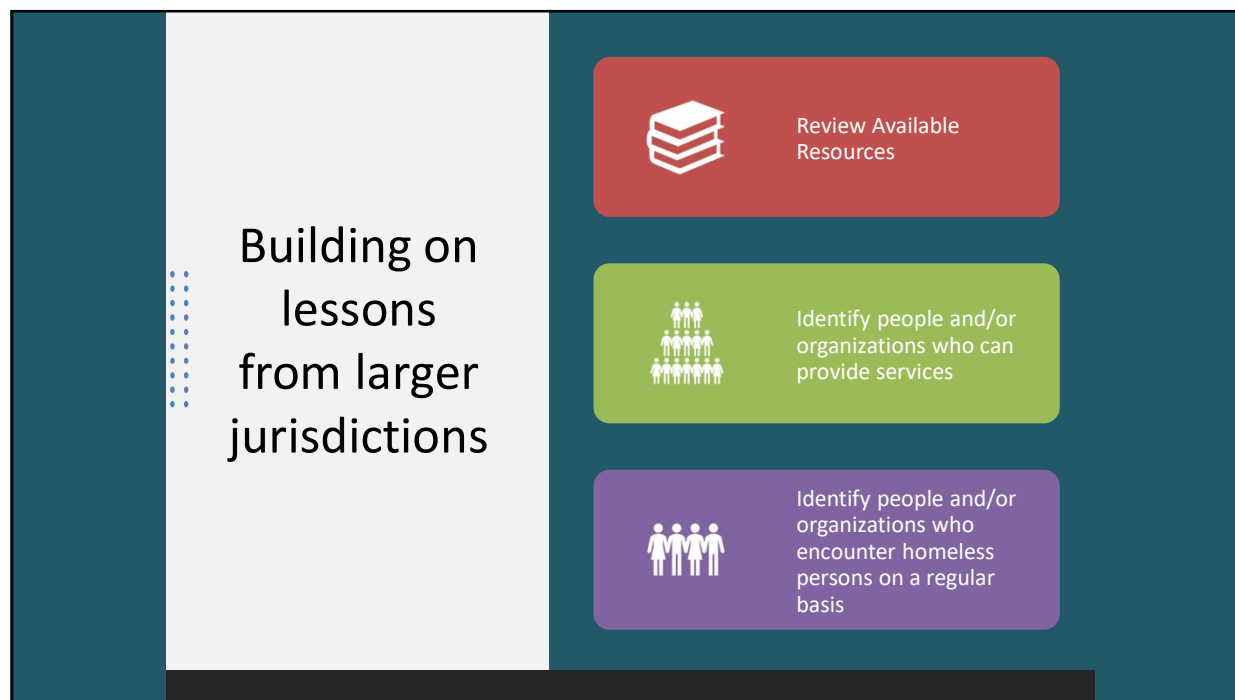 Building on
lessons
from larger
jurisdictions
Review Available
Resources
Identify people and/or
organizations who can
provide services
Identify people and/or
organizations who
encounter homeless
persons on a regular
basis